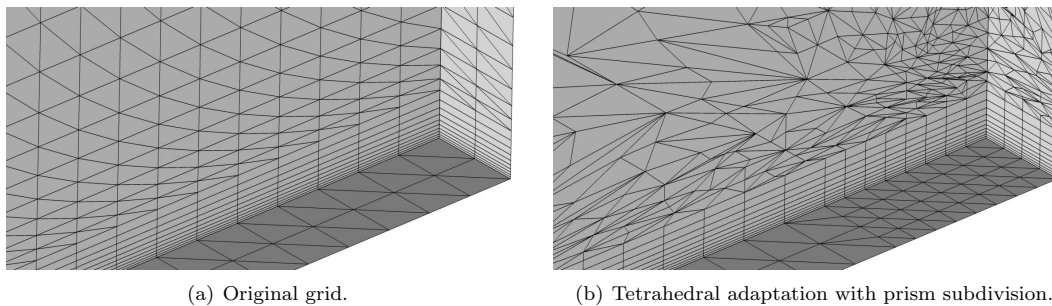 (a) Original grid.
(b) Tetrahedral adaptation with prism subdivision.